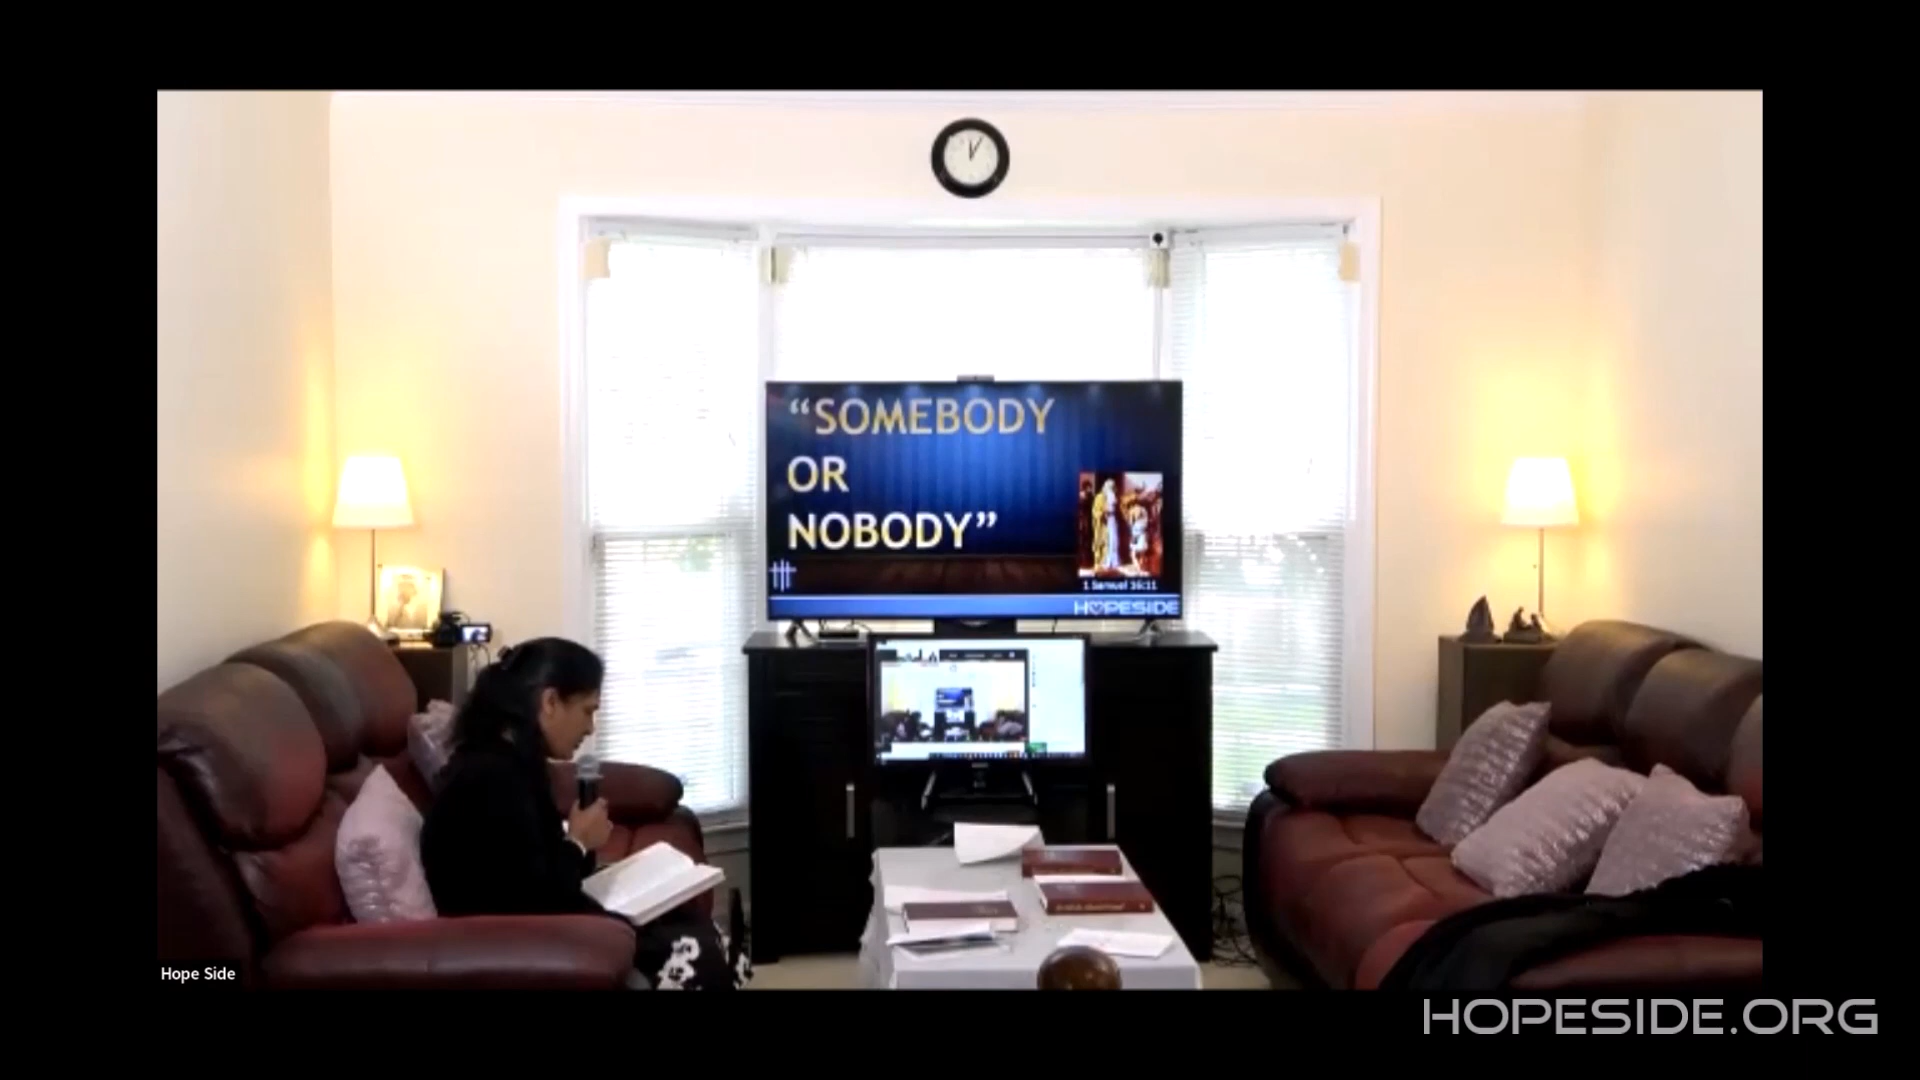 “SOMEBODY
OR
NOBODY”
1 Samuel 16:11
HOPESIDE
Hope Side
HOPESIDE.ORG